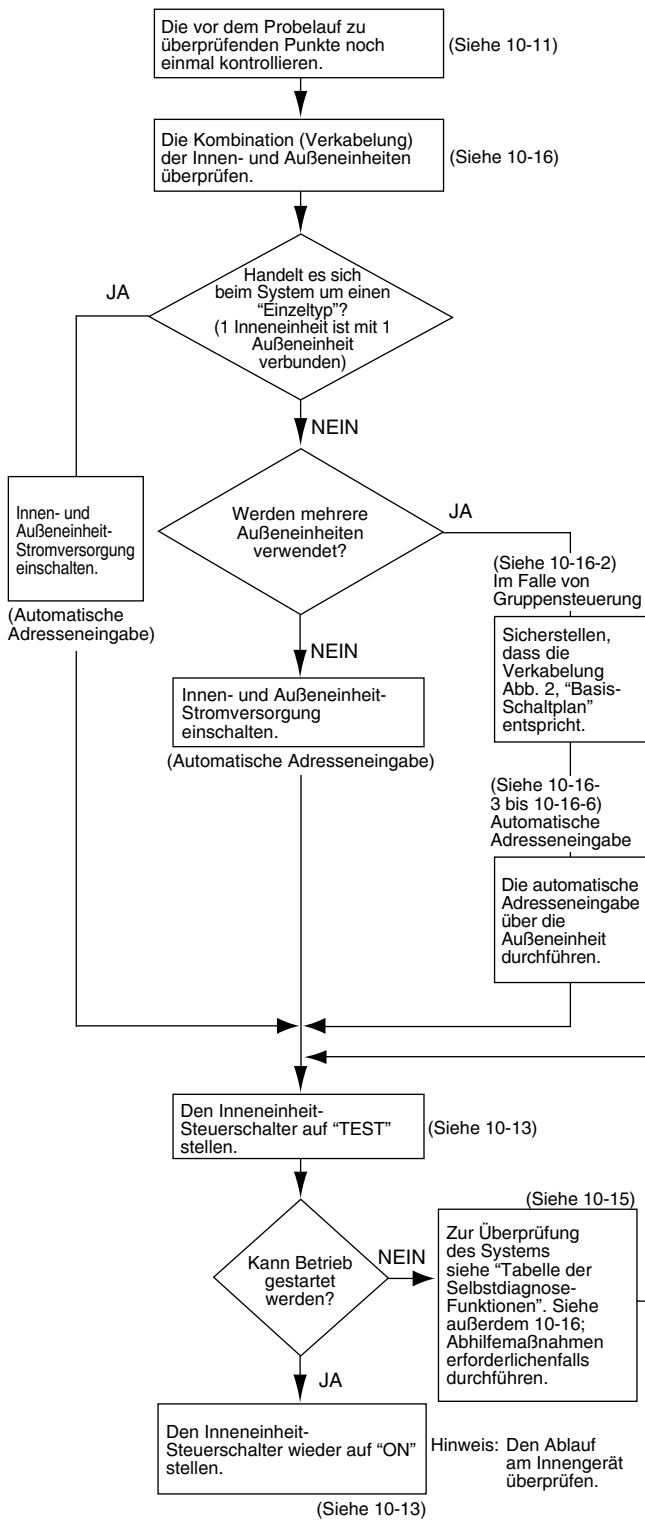 Die vor dem Probelauf zu
überprüfenden Punkte noch
einmal kontrollieren.
(Siehe 10-11)
Die Kombination (Verkabelung)
der Innen- und Außeneinheiten
überprüfen.
(Siehe 10-16)
Handelt es sich
beim System um einen
“Einzeltyp”?
(1 Inneneinheit ist mit 1
Außeneinheit
verbunden)
JA
NEIN
Innen- und
Außeneinheit-
Stromversorgung
einschalten.
(Automatische
Adresseneingabe)
Werden mehrere
Außeneinheiten
verwendet?
JA
NEIN
(Siehe 10-16-2)
Im Falle von
Gruppensteuerung
Sicherstellen,
dass die
Verkabelung
Abb. 2, “Basis-
Schaltplan”
entspricht.
Innen- und Außeneinheit-
Stromversorgung
einschalten.
(Automatische Adresseneingabe)
(Siehe 10-16-
3 bis 10-16-6)
Automatische
Adresseneingabe
Die automatische
Adresseneingabe
über die
Außeneinheit
durchführen.
Den Inneneinheit-
Steuerschalter auf “TEST”
stellen.
(Siehe 10-13)
Kann Betrieb
gestartet
werden?
NEIN
(Siehe 10-15)
Zur Überprüfung
des Systems
siehe “Tabelle der
Selbstdiagnose-
Funktionen”. Siehe
außerdem 10-16;
Abhilfemaßnahmen
erforderlichenfalls
durchführen.
JA
Den Inneneinheit-
Steuerschalter wieder auf “ON”
stellen.
(Siehe 10-13)
Hinweis: Den Ablauf
am Innengerät
überprüfen.